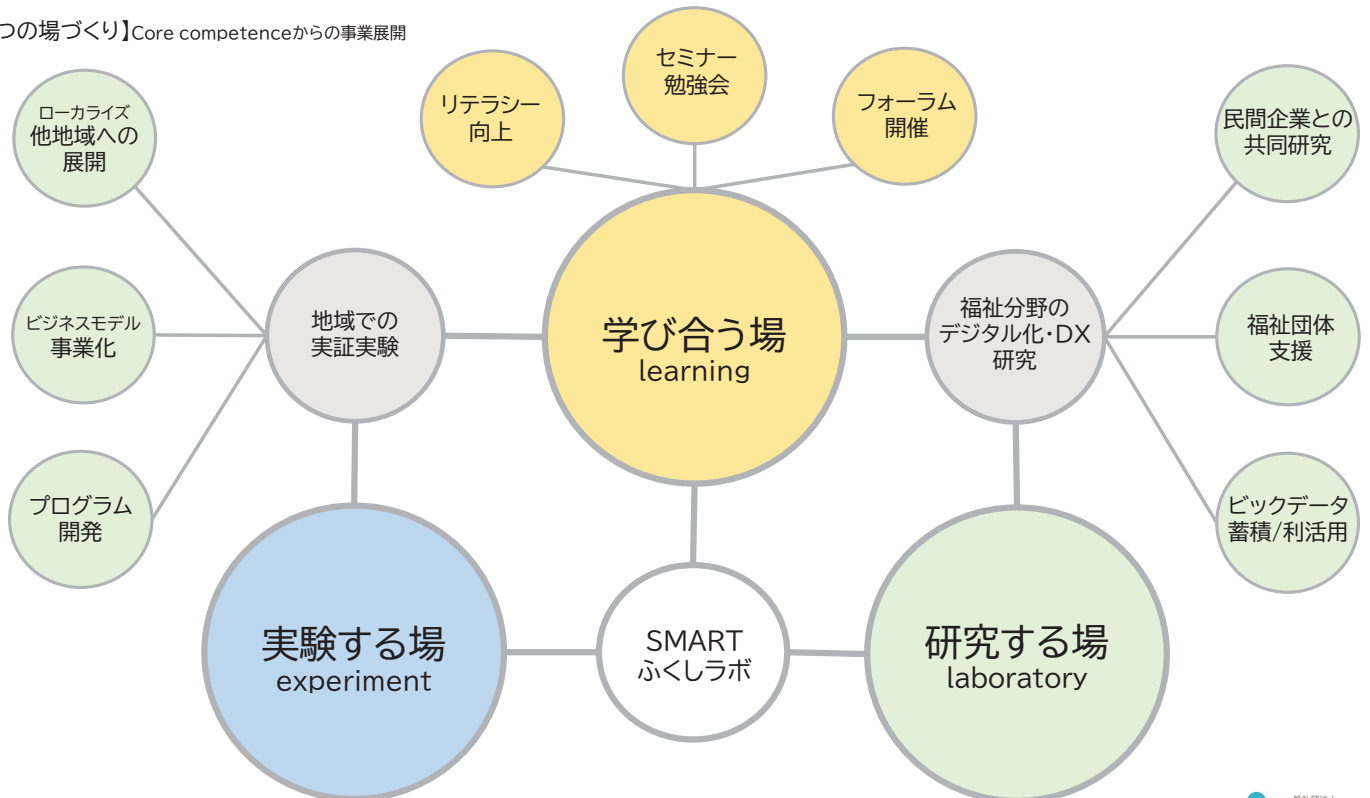 つの場づくり】Core competenceからの事業展開
セミナー
勉強会
リテラシー
向上
フォーラム
開催
ローカライズ
他地域への
展開
民間企業との
共同研究
地域での
実証実験
学び合う場
learning
福祉分野の
デジタル化・DX
研究
ビジネスモデル
事業化
福祉団体
支援
プログラム
開発
ビックデータ
蓄積/利活用
実験する場
experiment
SMART
ふくしラボ
研究する場
laboratory